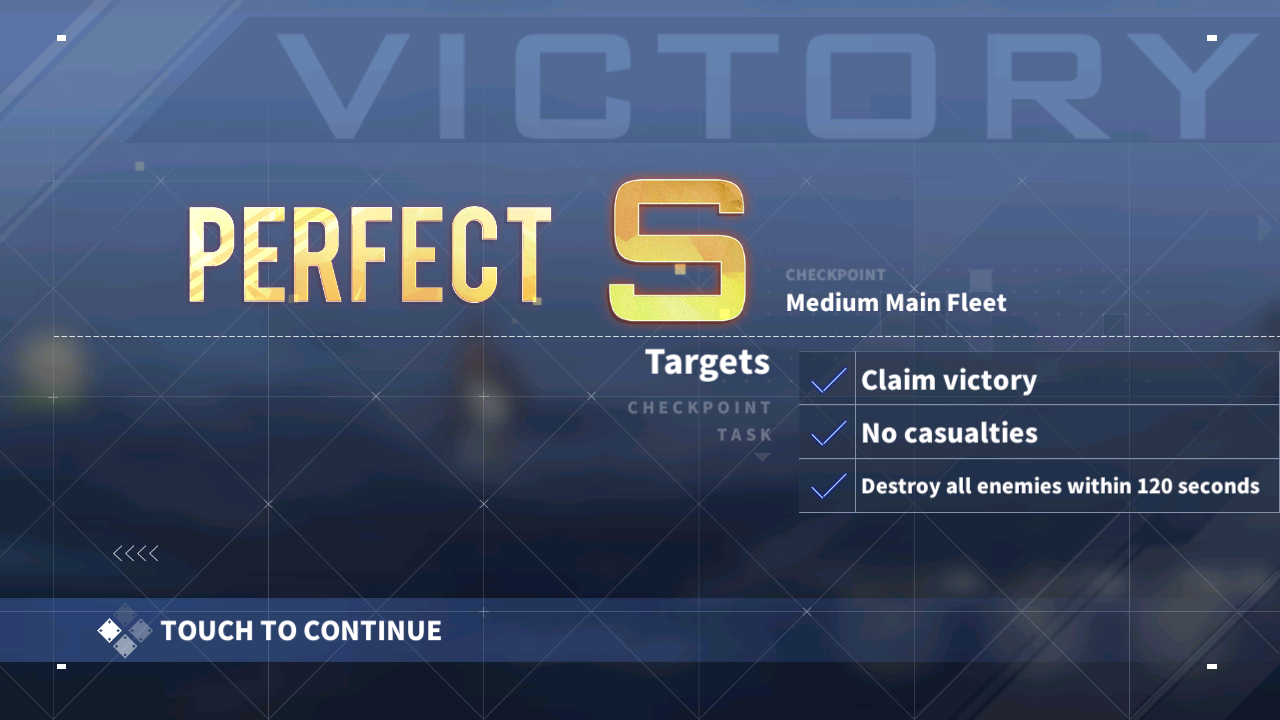 VICTORY
PERFECT S
CHECKPOINT
Medium Main Fleet
Targets
CHECKPOINT
TASK
Claim victory
No casualties
Destroy all enemies within 120 seconds
TOUCH TO CONTINUE